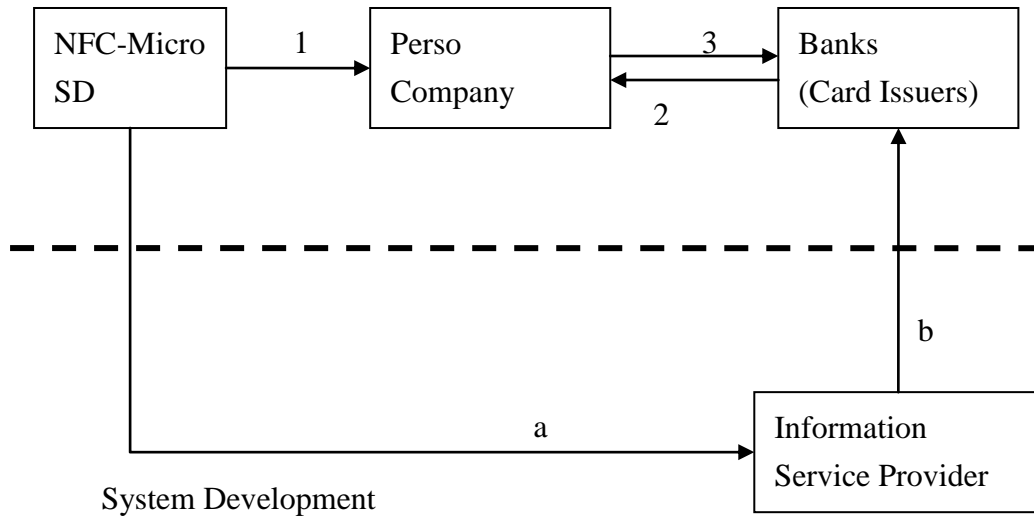 NFC-Micro
SD
1
Perso
Company
3
2
Banks
(Card Issuers)
b
a
Information
Service Provider
System Development